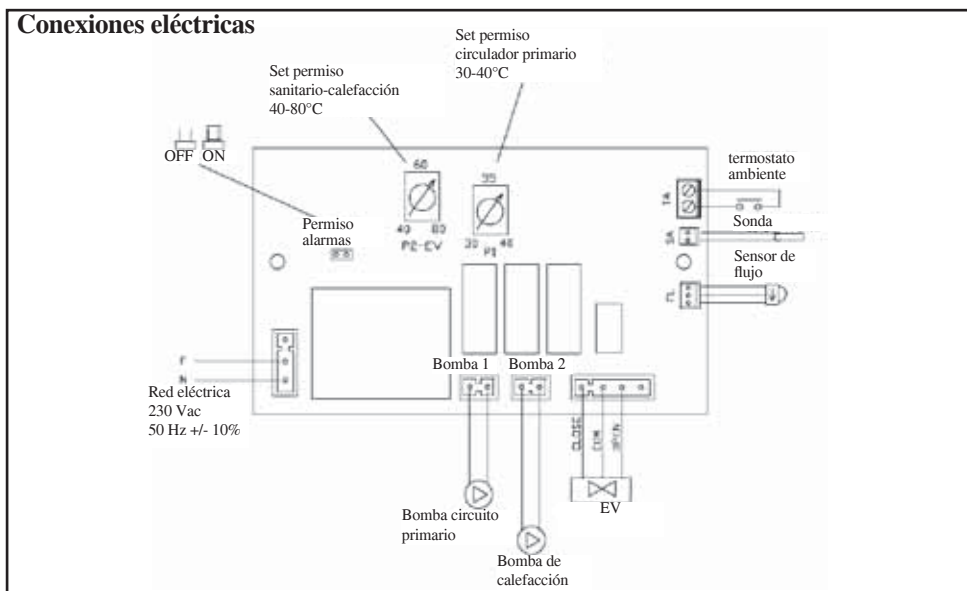 Conexiones eléctricas
Set permiso
circulador primario
30-40°C
Set permiso
sanitario-calefacción
40-80°C
OFF ON
60
35
termostato
ambiente
TA
Permiso
alarmas
40 80
P2-EV
30 40
P1
SA
Sonda
Sensor de
flujo
FL
F
N
Bomba 1
Bomba 2
Red eléctrica
230 Vac
50 Hz +/- 10%
CLOSE
COM
OPEN
EV
Bomba circuito
primario
Bomba de
calefacción